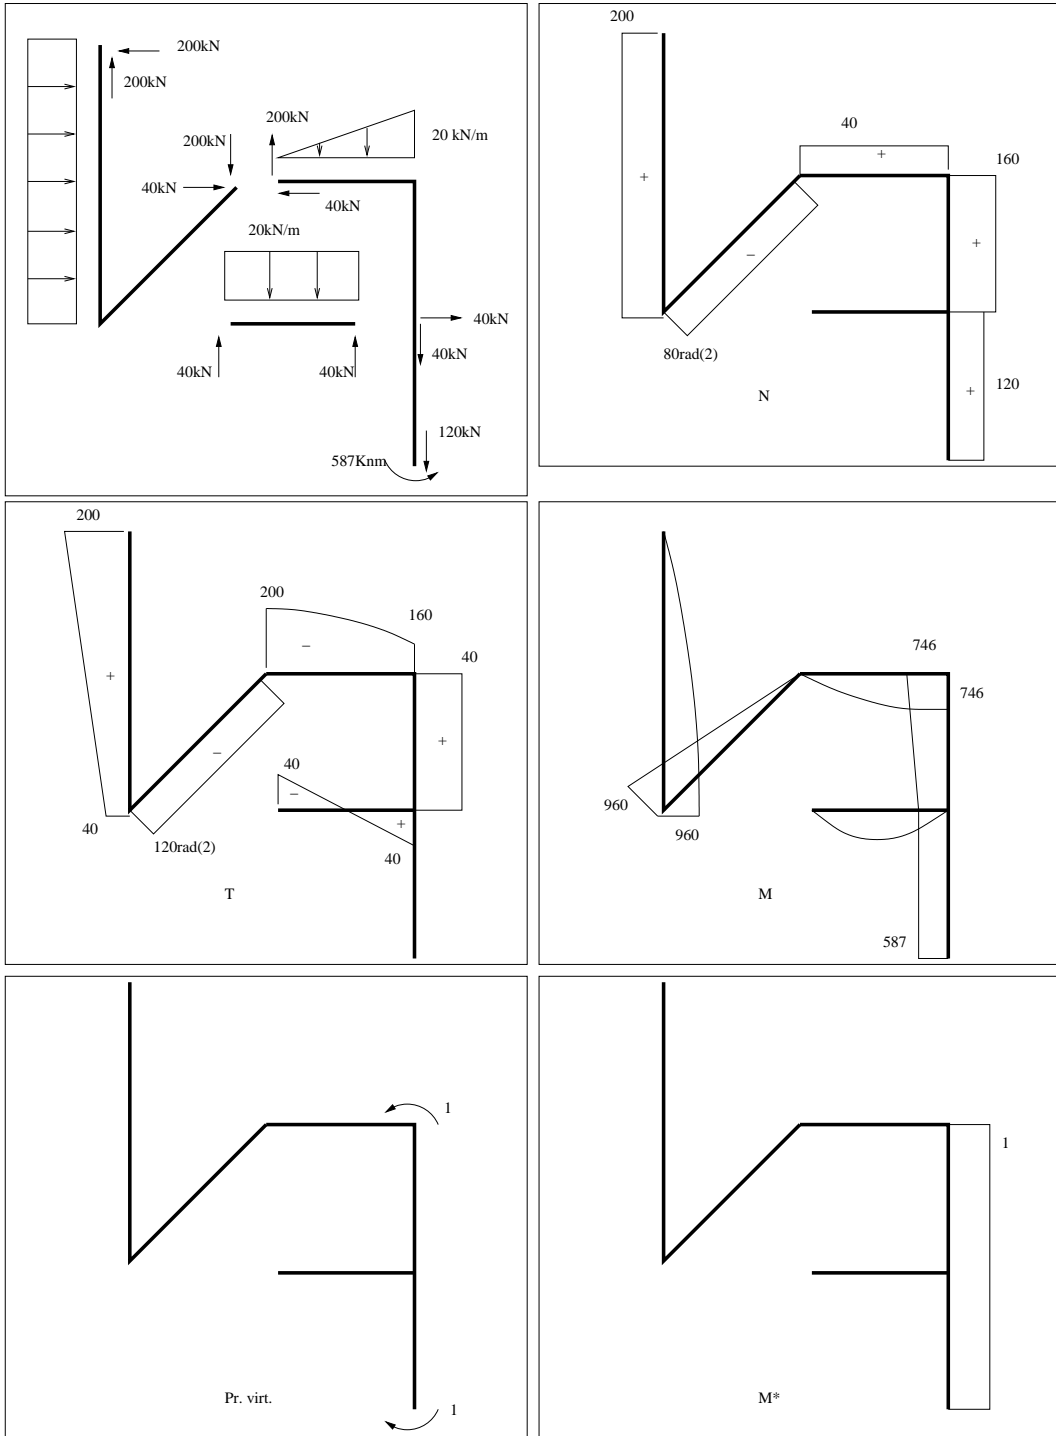 200kN
200kN
200kN
200kN
20 kN/m
40kN
40kN
20kN/m
40kN
40kN
40kN
40kN
120kN
587Knm
200
+
40
+
160
+
−
80rad(2)
+
120
N
200
+
200
−
160
40
+
−
40
−
+
40
40
120rad(2)
T
746
746
960
960
587
M
1
Pr. virt.
1
1
M*